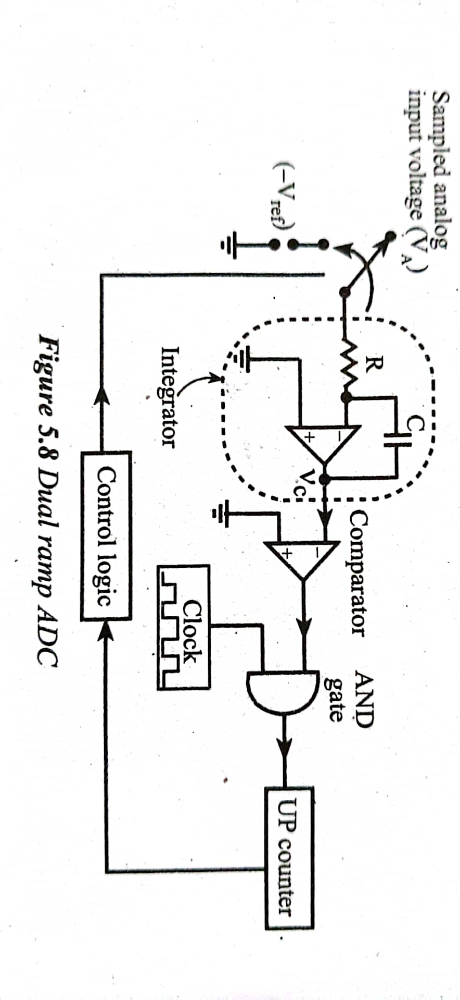 Sampled analog
input voltage (V_A)
(–V_ref)
R
C
–
+
V_C
Integrator
Comparator
–
+
AND
gate
Clock
UP counter
Control logic
Figure 5.8 Dual ramp ADC